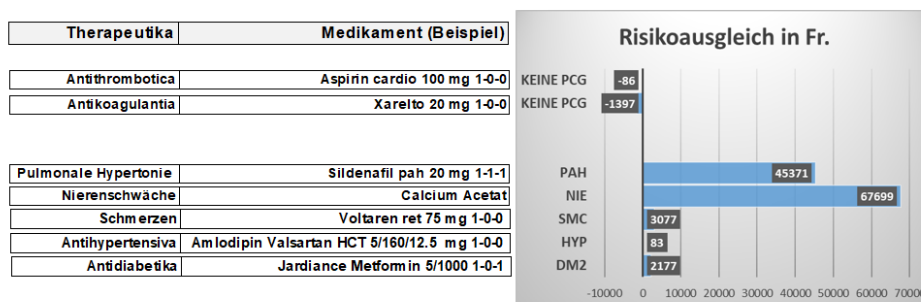 Therapeutika Medikament (Beispiel)
Antithrombotica Aspirin cardio 100 mg 1-0-0
Antikoagulantia Xarelto 20 mg 1-0-0
Pulmonale Hypertonie Sildenafil pah 20 mg 1-1-1
Nierenschwäche Calcium Acetat
Schmerzen Voltaren ret 75 mg 1-0-0
Antihypertensiva Amlodipin Valsartan HCT 5/160/12.5 mg 1-0-0
Antidiabetika Jardiance Metformin 5/1000 1-0-1
Risikoausgleich in Fr.
KEINE PCG -86
KEINE PCG -1397
PAH 45371
NIE 67699
SMC 3077
HYP 83
DM2 2177
-10000 0 10000 20000 30000 40000 50000 60000 70000